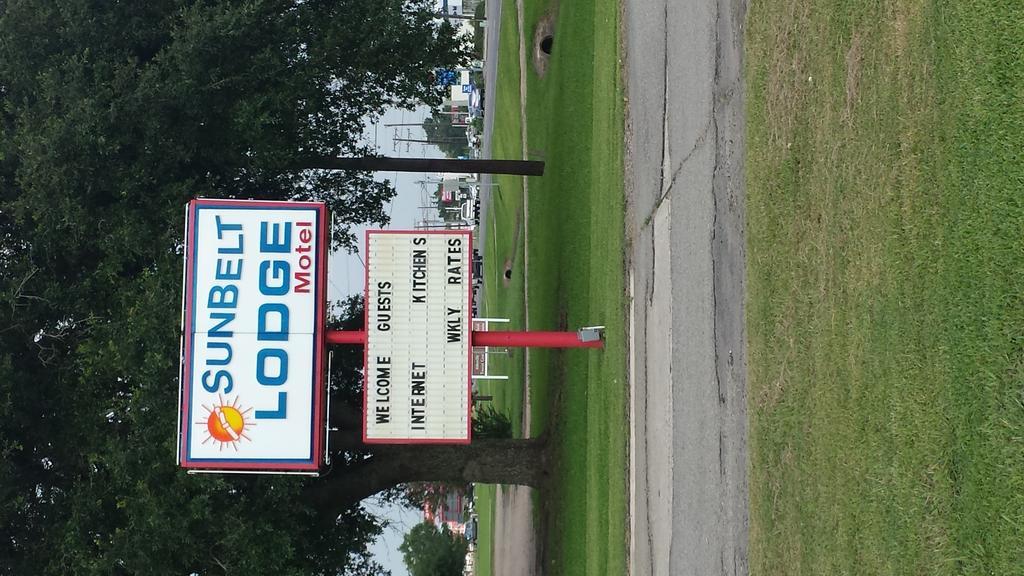 SUNBELT
LODGE
Motel
WELCOME GUESTS
INTERNET KITCHENS
WKLY RATES